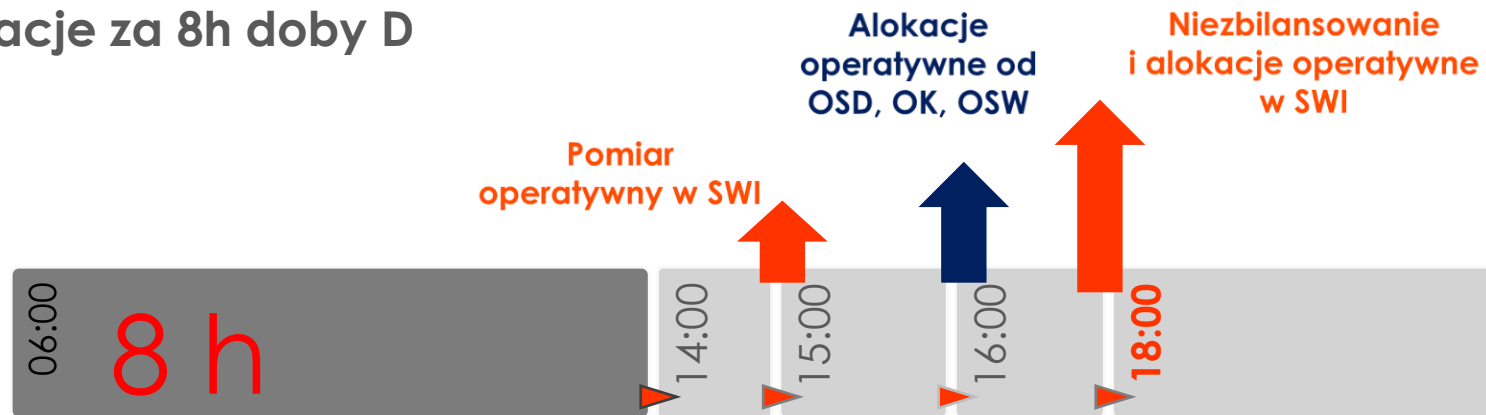 acje za 8h doby D
Alokacje
operatywne od
OSD, OK, OSW
Niezbilansowanie
i alokacje operatywne
w SWI
Pomiar
operatywny w SWI
06:00
8 h
14:00
15:00
16:00
18:00